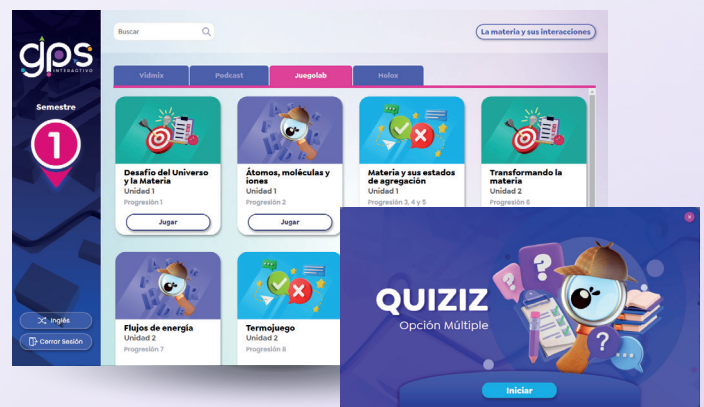 gps
INTERACTIVO
Semestre
1
Inglés
Cerrar Sesión
Buscar
La materia y sus interacciones
Vidmix
Podcast
Juegolab
Holox
Desafío del Universo
y la Materia
Unidad 1
Progresión 1
Jugar
Átomos, moléculas y
iones
Unidad 1
Progresión 2
Jugar
Materia y sus estados
de agregación
Unidad 1
Progresión 3, 4 y 5
Transformando la
materia
Unidad 2
Progresión 6
Flujos de energía
Unidad 2
Progresión 7
Termojuego
Unidad 2
Progresión 8
QUIZIZ
Opción Múltiple
Iniciar